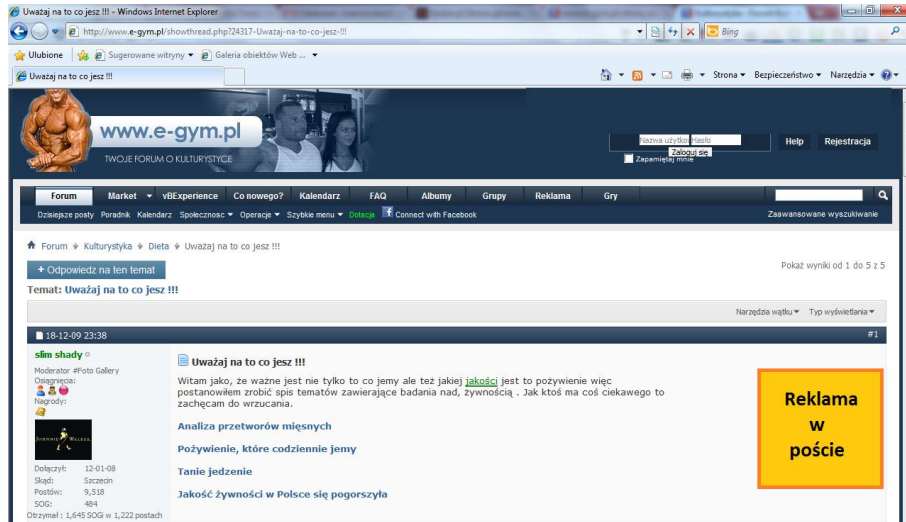 Uważaj na to co jesz !!! - Windows Internet Explorer
http://www.e-gym.pl/showthread.php?24317-Uwazaj-na-to-co-jesz-!!!
Bing
Ulubione Sugerowane witryny Galeria obiektów Web ...
Uważaj na to co jesz !!!
Strona Bezpieczeństwo Narzędzia
www.e-gym.pl
TWOJE FORUM O KULTURYSTYCE
Nazwa użytko Hasło
Zaloguj się
Zapamiętaj mnie
Help Rejestracja
Forum Market vBExperience Co nowego? Kalendarz FAQ Albumy Grupy Reklama Gry
Dzisiejsze posty Poradnik Kalendarz Społeczność Operacje Szybkie menu Dotacja f Connect with Facebook
Zaawansowane wyszukiwanie
Forum Kulturystyka Dieta Uważaj na to co jesz !!!
+ Odpowiedz na ten temat
Pokaż wyniki od 1 do 5 z 5
Temat: Uważaj na to co jesz !!!
Narzędzia wątku Typ wyświetlania
18-12-09 23:38
#1
slim shady
Moderator #Foto Gallery
Osiągnięcia:
Nagrody:
JOHNNIE WALKER
Dołączył: 12-01-08
Skąd: Szczecin
Postów: 9,518
SOG: 484
Otrzymał : 1,645 SOGi w 1,222 postach
Uważaj na to co jesz !!!
Witam jako, że ważne jest nie tylko to co jemy ale też jakiej jakości jest to pożywienie więc
postanowiłem zrobić spis tematów zawierające badania nad, żywnością . Jak ktoś ma coś ciekawego to
zachęcam do wrzucania.
Analiza przetworów mięsnych
Pożywienie, które codziennie jemy
Tanie jedzenie
Jakość żywności w Polsce się pogorszyła
Reklama
w
poście